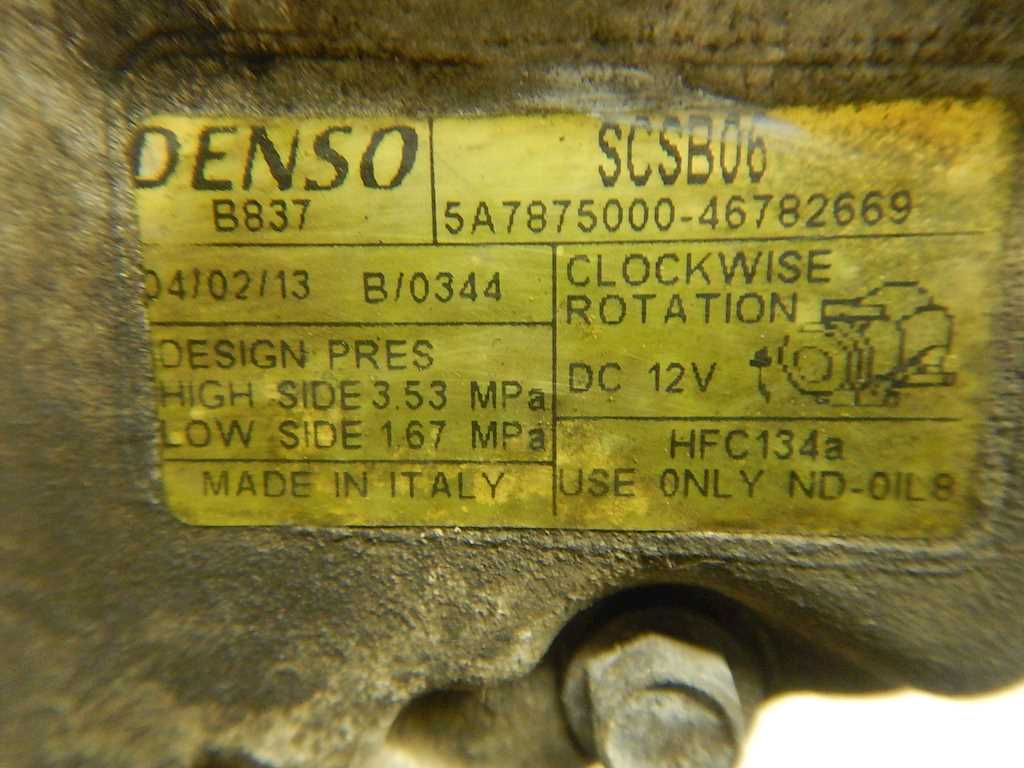 DENSO
SCSB06
B837
5A7875000-46782669
04/02/13 B/0344
CLOCKWISE
ROTATION
DESIGN PRES
HIGH SIDE 3.53 MPa
LOW SIDE 1.67 MPa
DC 12V
HFC134a
MADE IN ITALY
USE ONLY ND-OIL8